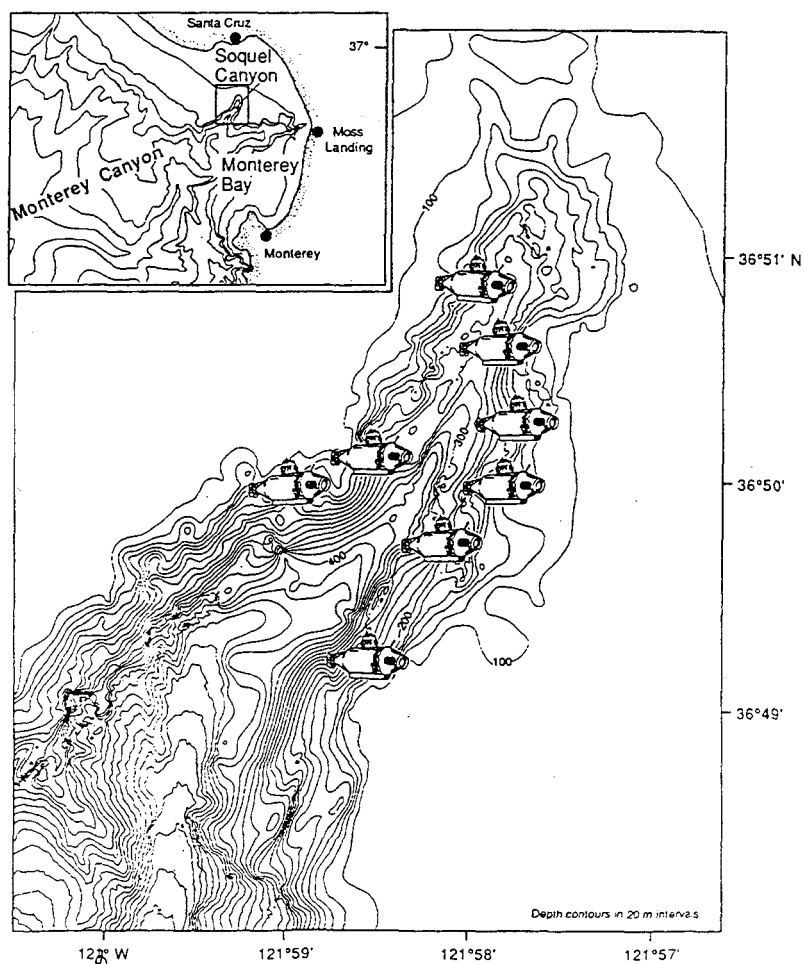 Santa Cruz
37°
Soquel
Canyon
Moss
Landing
Monterey Canyon
Monterey
Bay
Monterey
100
36°51' N
300
36°50'
400
200
100
36°49'
Depth contours in 20 m intervals
W
121°59'
121°58'
121°57'